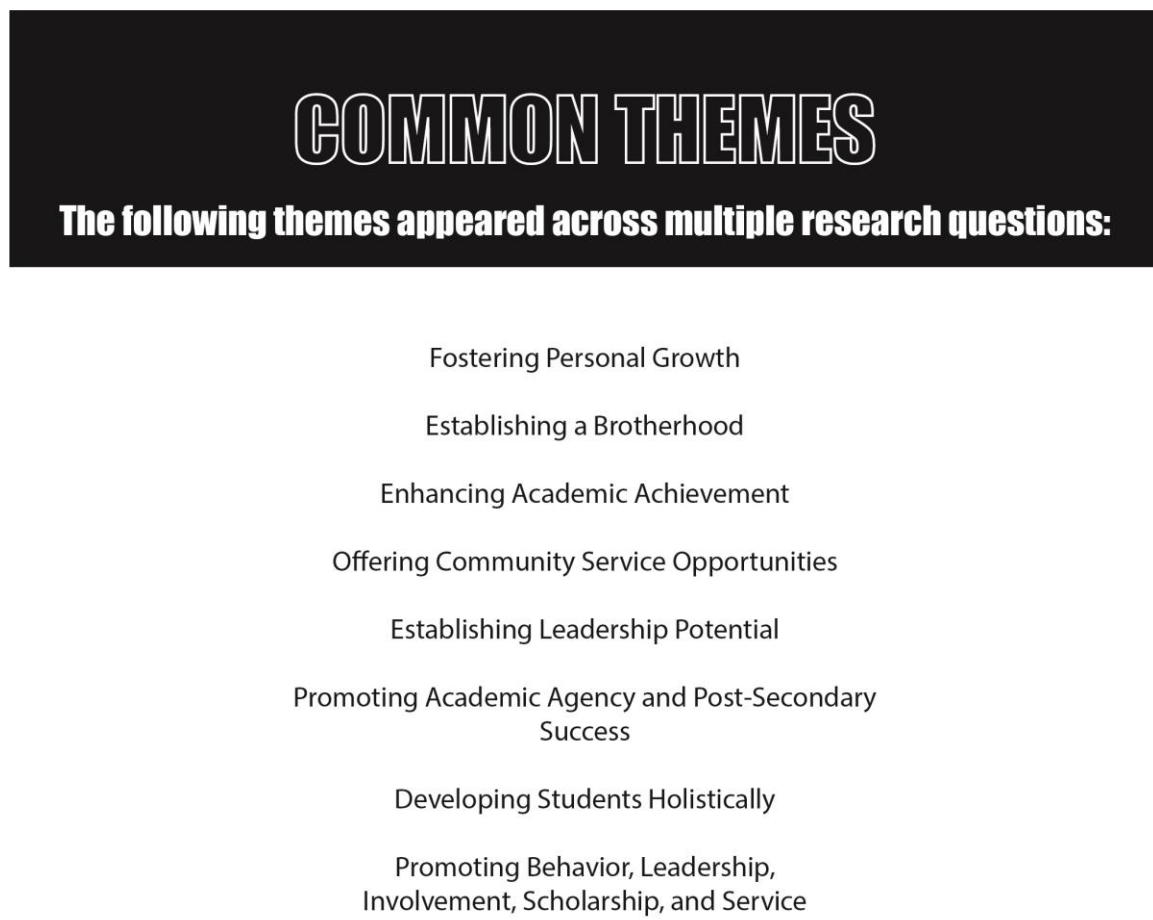 COMMON THEMES
The following themes appeared across multiple research questions:
Fostering Personal Growth
Establishing a Brotherhood
Enhancing Academic Achievement
Offering Community Service Opportunities
Establishing Leadership Potential
Promoting Academic Agency and Post-Secondary
Success
Developing Students Holistically
Promoting Behavior, Leadership,
Involvement, Scholarship, and Service